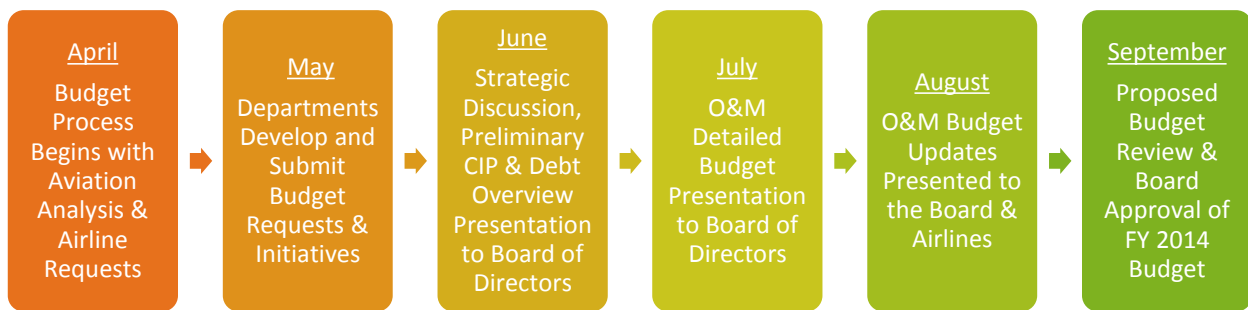 April
Budget
Process
Begins with
Aviation
Analysis &
Airline
Requests
May
Departments
Develop and
Submit
Budget
Requests &
Initiatives
June
Strategic
Discussion,
Preliminary
CIP & Debt
Overview
Presentation
to Board of
Directors
July
O&M
Detailed
Budget
Presentation
to Board of
Directors
August
O&M Budget
Updates
Presented to
the Board &
Airlines
September
Proposed
Budget
Review &
Board
Approval of
FY 2014
Budget